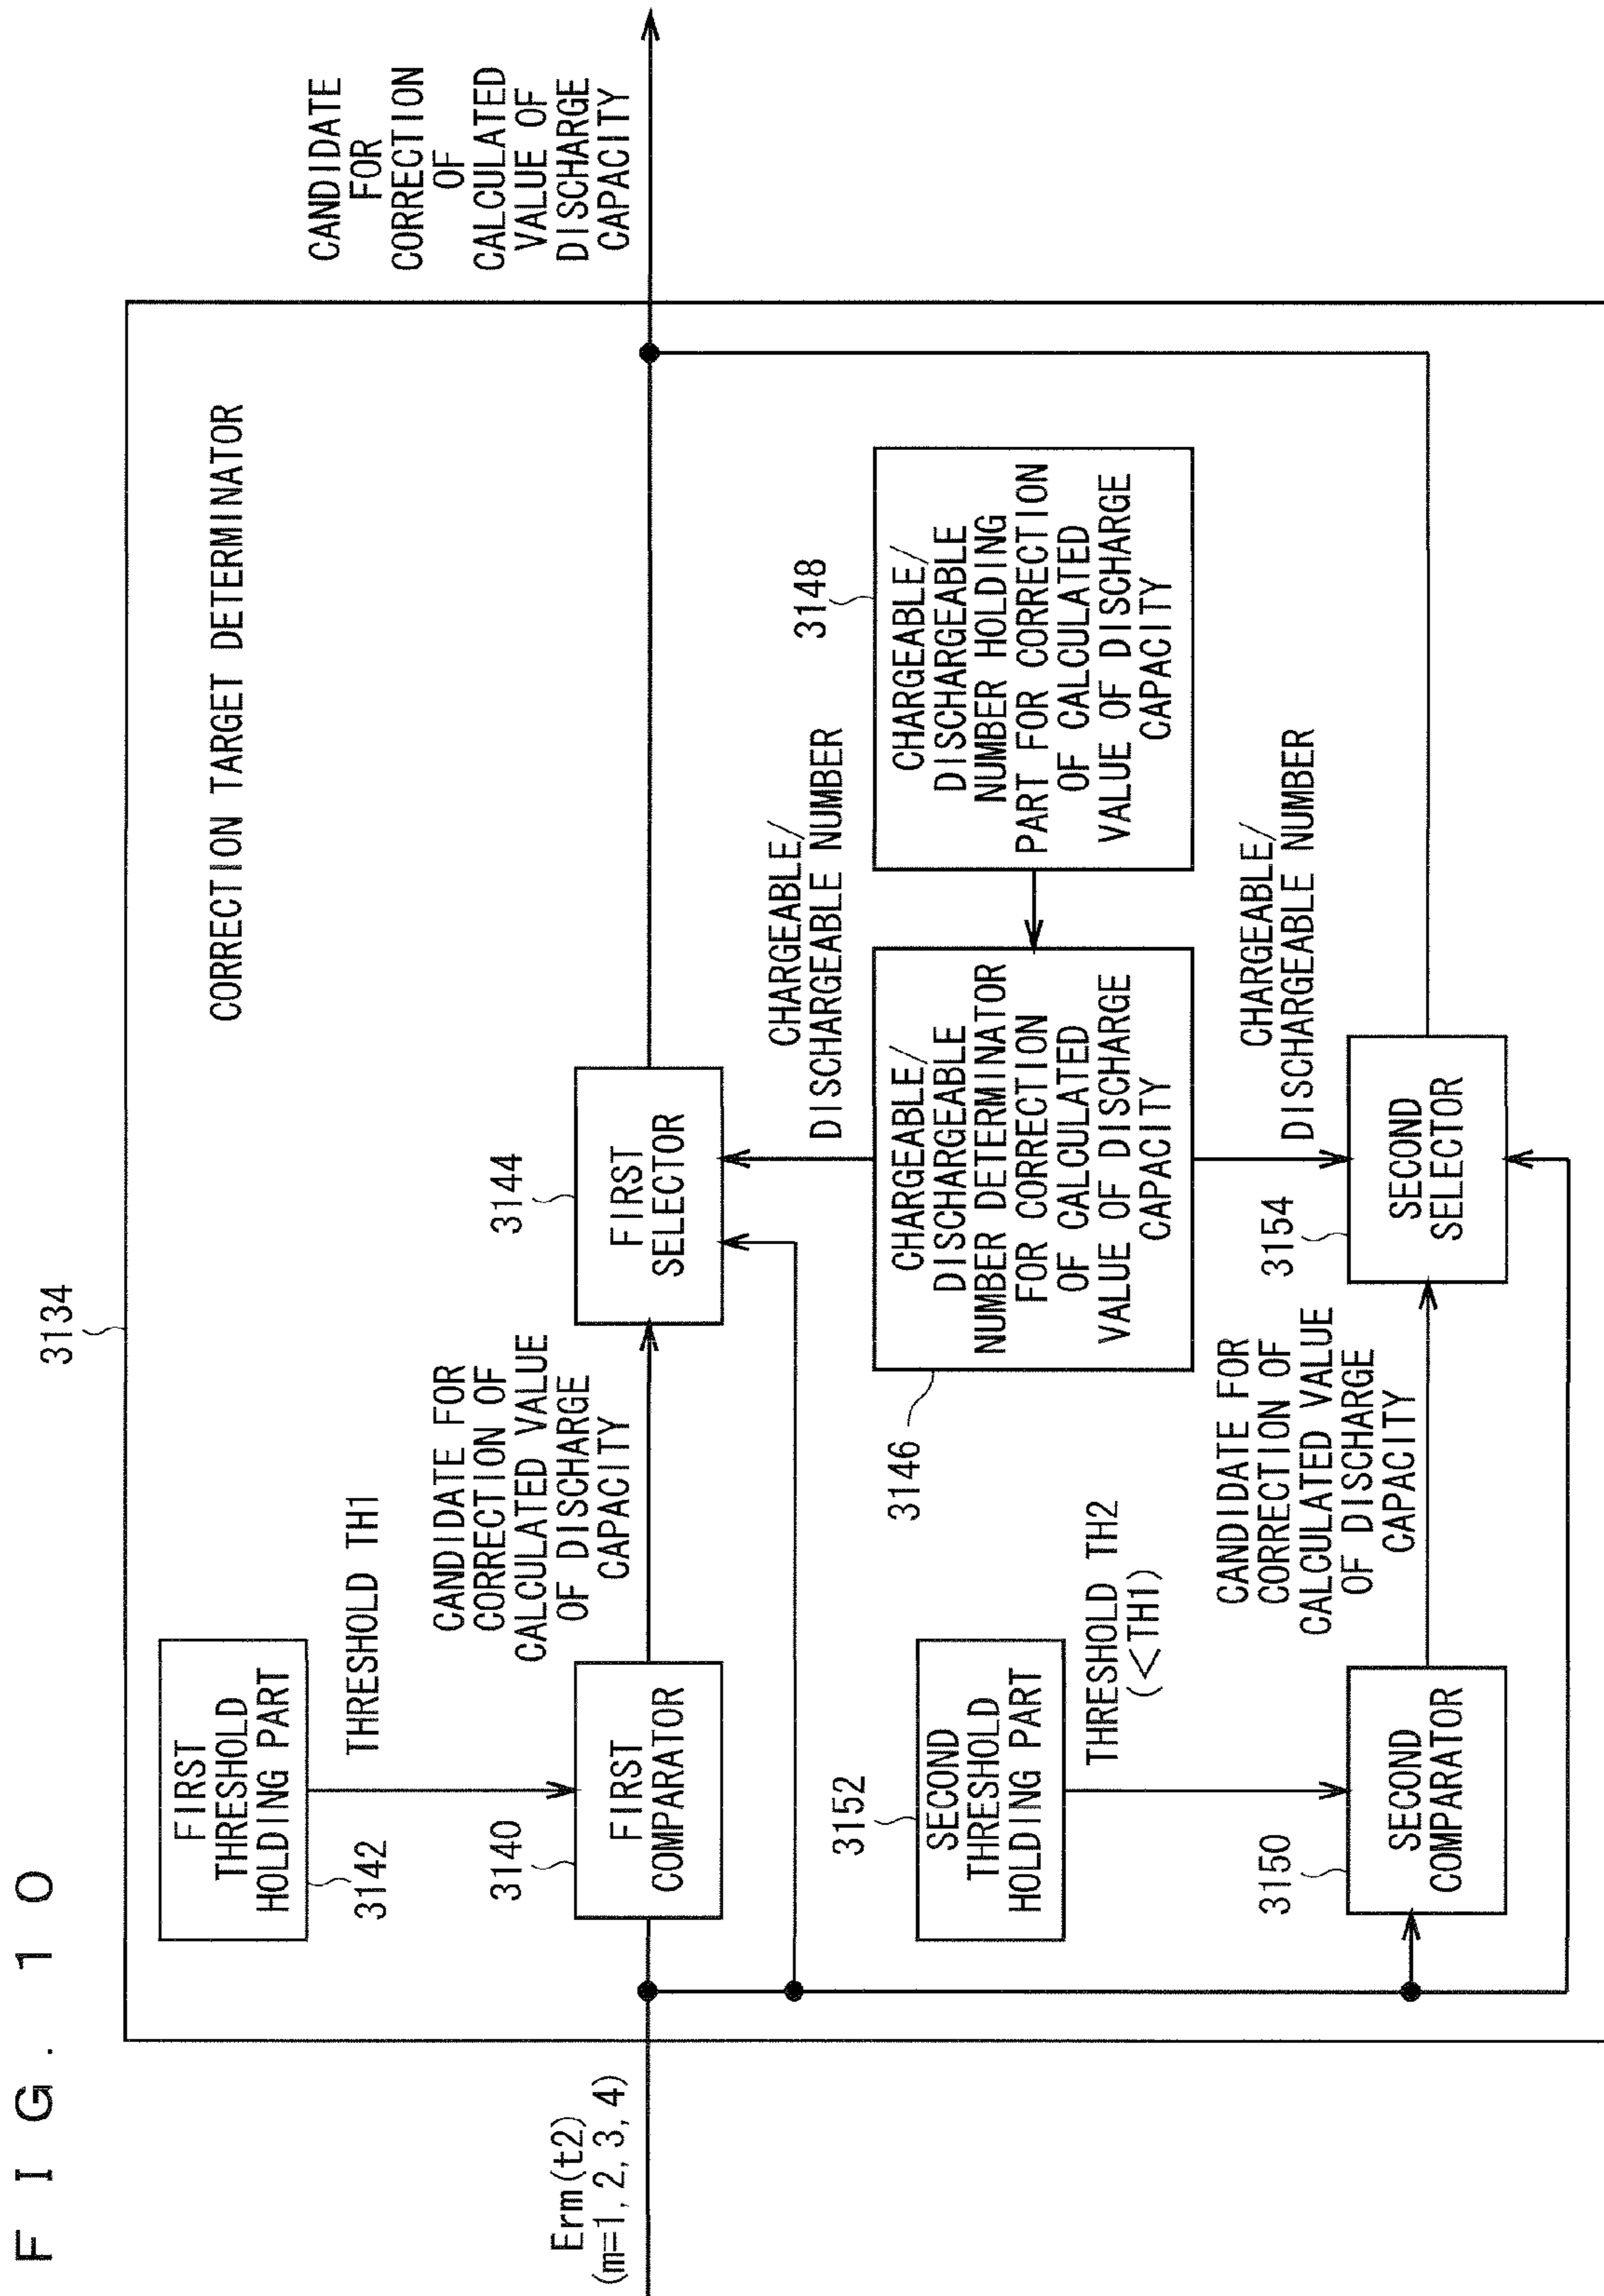 FIG. 10
3134
CORRECTION TARGET DETERMINATOR
FIRST
THRESHOLD
HOLDING PART
3142
THRESHOLD TH1
3140
FIRST
COMPARATOR
CANDIDATE FOR
CORRECTION OF
CALCULATED VALUE
OF DISCHARGE
CAPACITY
3144
FIRST
SELECTOR
CANDIDATE
FOR
CORRECTION
OF
CALCULATED
VALUE OF
DISCHARGE
CAPACITY
Erm(t2)
(m=1, 2, 3, 4)
CHARGEABLE/
DISCHARGEABLE NUMBER
3146
CHARGEABLE/
DISCHARGEABLE
NUMBER DETERMINATOR
FOR CORRECTION
OF CALCULATED
VALUE OF DISCHARGE
CAPACITY
3148
CHARGEABLE/
DISCHARGEABLE
NUMBER HOLDING
PART FOR CORRECTION
OF CALCULATED
VALUE OF DISCHARGE
CAPACITY
3152
SECOND
THRESHOLD
HOLDING PART
THRESHOLD TH2
(<TH1)
3150
SECOND
COMPARATOR
CANDIDATE FOR
CORRECTION OF
CALCULATED VALUE
OF DISCHARGE
CAPACITY
CHARGEABLE/
DISCHARGEABLE NUMBER
3154
SECOND
SELECTOR